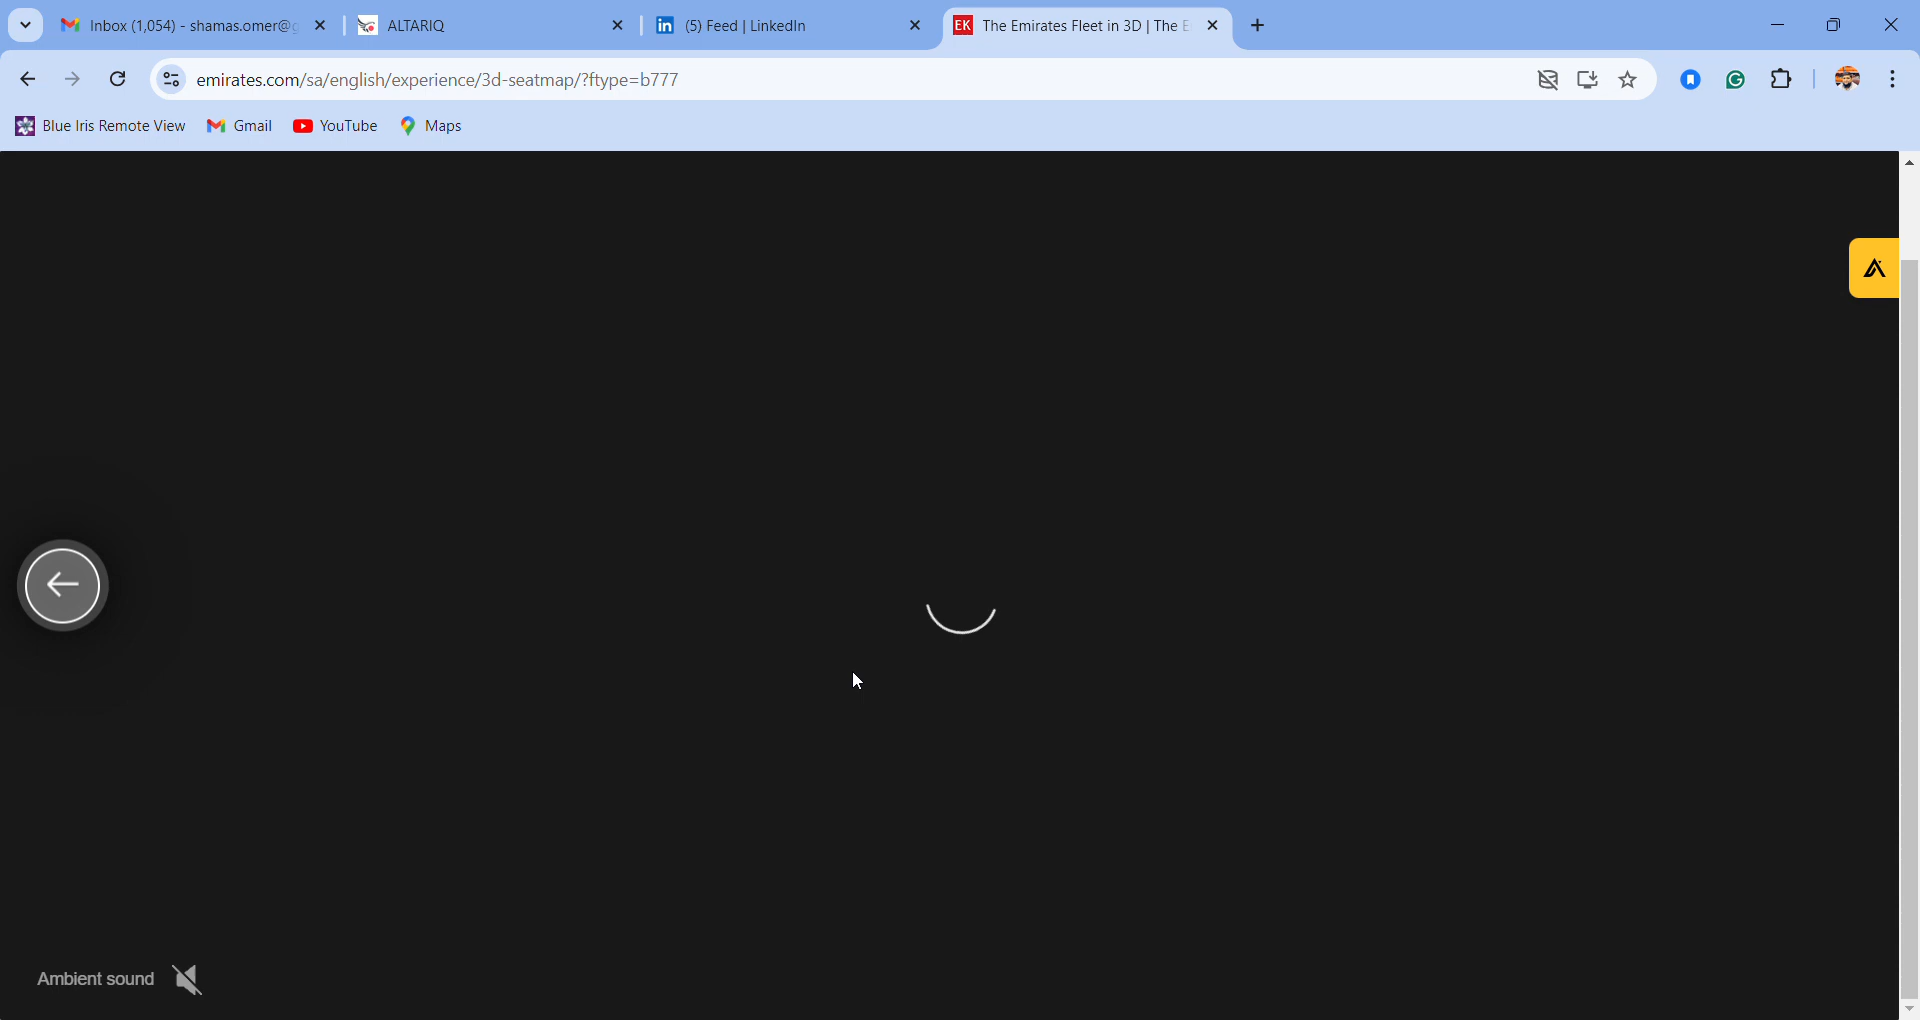 Inbox (1,054) - shamas.omer@g
ALTARIQ
(5) Feed | LinkedIn
EK
The Emirates Fleet in 3D | The E
emirates.com/sa/english/experience/3d-seatmap/?ftype=b777
Blue Iris Remote View
Gmail
YouTube
Maps
Ambient sound